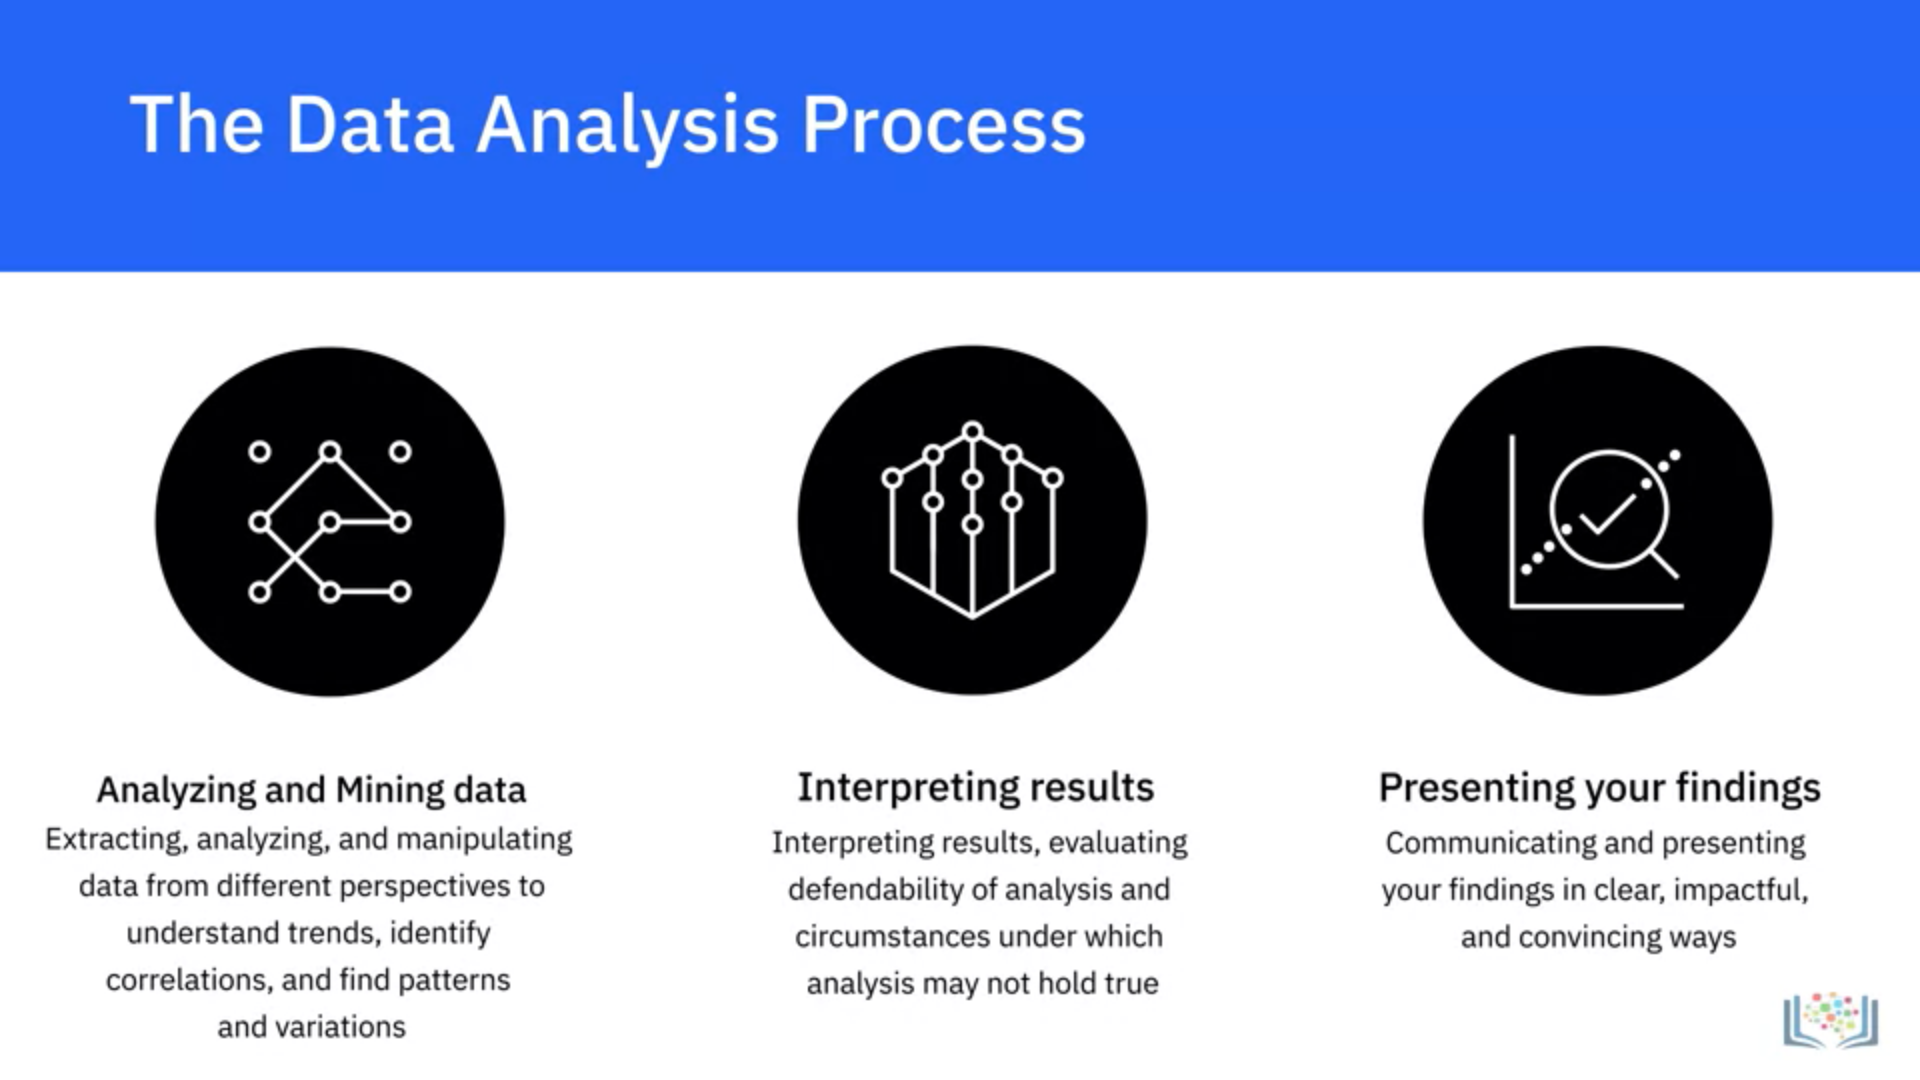 The Data Analysis Process
Analyzing and Mining data
Extracting, analyzing, and manipulating
data from different perspectives to
understand trends, identify
correlations, and find patterns
and variations
Interpreting results
Interpreting results, evaluating
defendability of analysis and
circumstances under which
analysis may not hold true
Presenting your findings
Communicating and presenting
your findings in clear, impactful,
and convincing ways